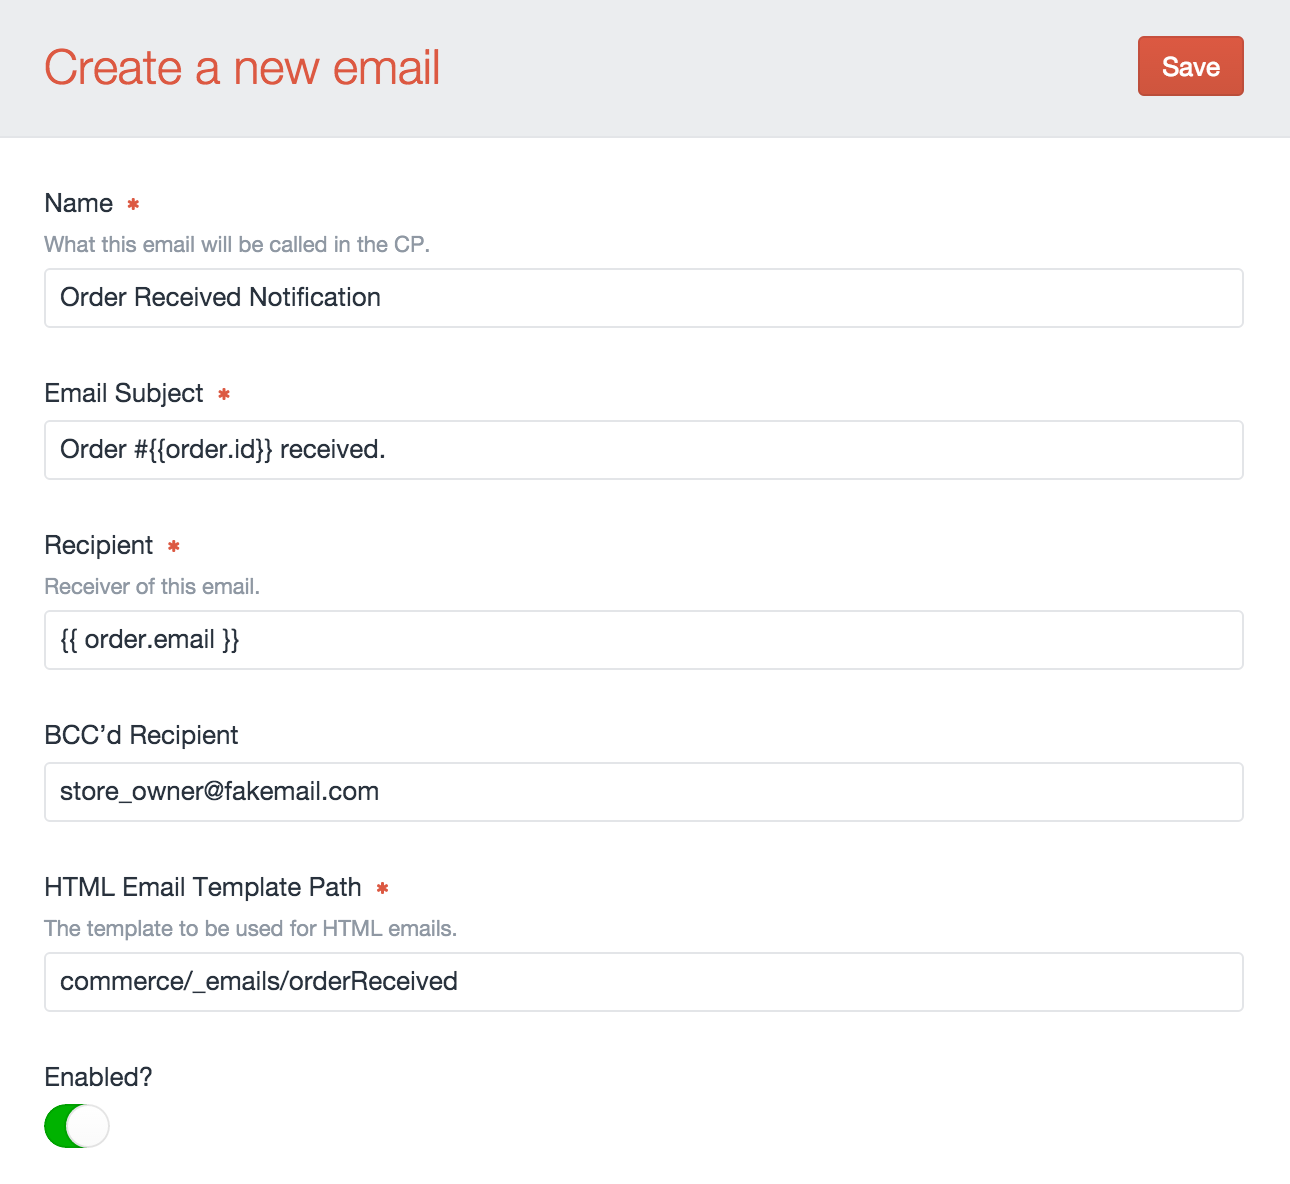 Create a new email
Save
Name *
What this email will be called in the CP.
Order Received Notification
Email Subject *
Order #{{order.id}} received.
Recipient *
Receiver of this email.
{{ order.email }}
BCC’d Recipient
store_owner@fakemail.com
HTML Email Template Path *
The template to be used for HTML emails.
commerce/_emails/orderReceived
Enabled?